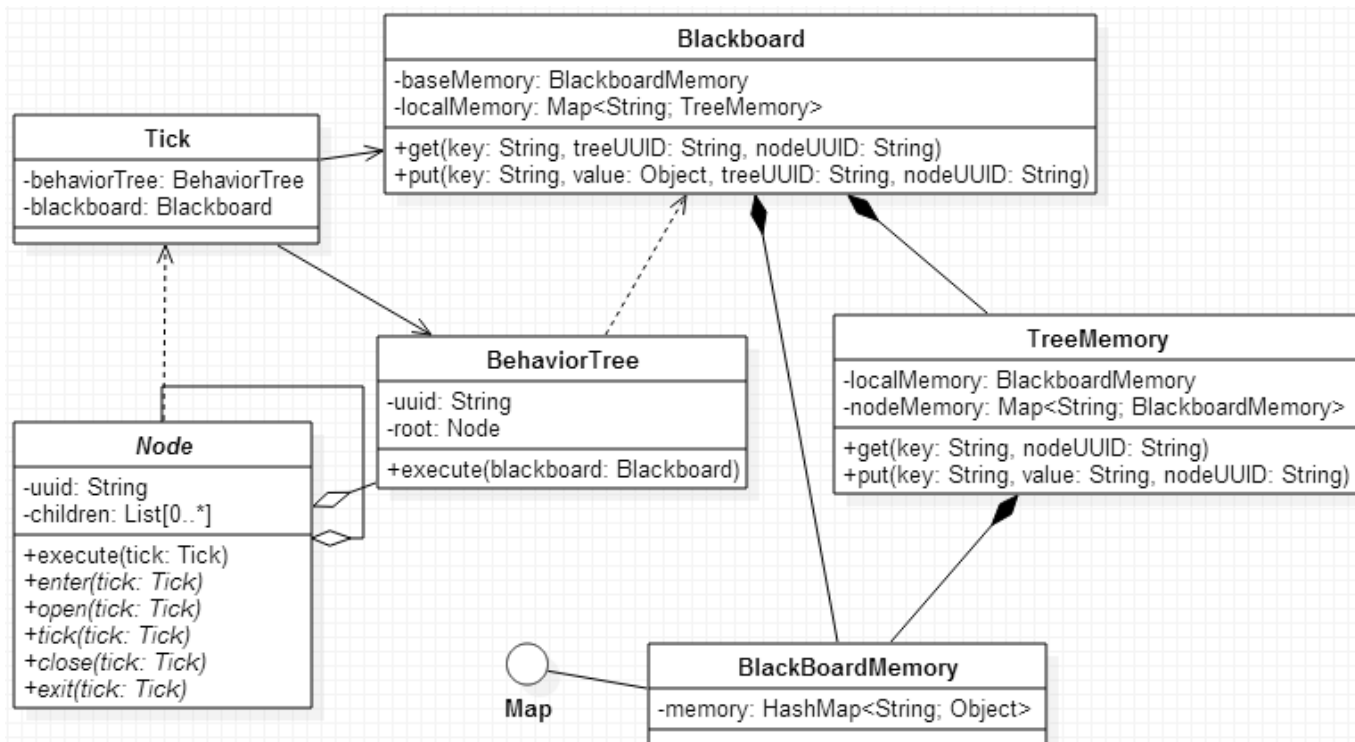 Blackboard
-baseMemory: BlackboardMemory
-localMemory: Map<String; TreeMemory>
+get(key: String, treeUUID: String, nodeUUID: String)
+put(key: String, value: Object, treeUUID: String, nodeUUID: String)
Tick
-behaviorTree: BehaviorTree
-blackboard: Blackboard
BehaviorTree
-uuid: String
-root: Node
+execute(blackboard: Blackboard)
TreeMemory
-localMemory: BlackboardMemory
-nodeMemory: Map<String; BlackboardMemory>
+get(key: String, nodeUUID: String)
+put(key: String, value: String, nodeUUID: String)
Node
-uuid: String
-children: List[0..*]
+execute(tick: Tick)
+enter(tick: Tick)
+open(tick: Tick)
+tick(tick: Tick)
+close(tick: Tick)
+exit(tick: Tick)
Map
BlackBoardMemory
-memory: HashMap<String; Object>